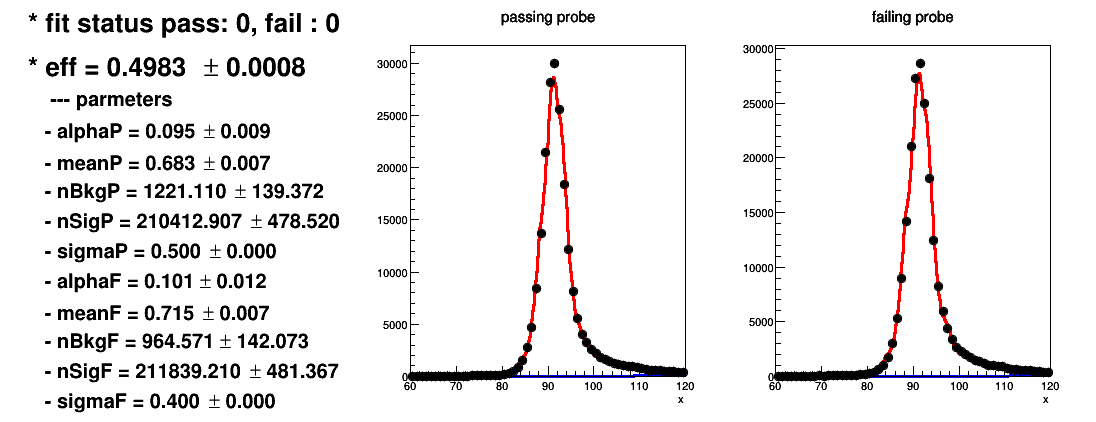 * fit status pass: 0, fail : 0
* eff = 0.4983 ± 0.0008
--- parmeters
- alphaP = 0.095 ± 0.009
- meanP = 0.683 ± 0.007
- nBkgP = 1221.110 ± 139.372
- nSigP = 210412.907 ± 478.520
- sigmaP = 0.500 ± 0.000
- alphaF = 0.101 ± 0.012
- meanF = 0.715 ± 0.007
- nBkgF = 964.571 ± 142.073
- nSigF = 211839.210 ± 481.367
- sigmaF = 0.400 ± 0.000
passing probe
30000
25000
20000
15000
10000
5000
0
60 70 80 90 100 110 120
x
failing probe
30000
25000
20000
15000
10000
5000
0
60 70 80 90 100 110 120
x